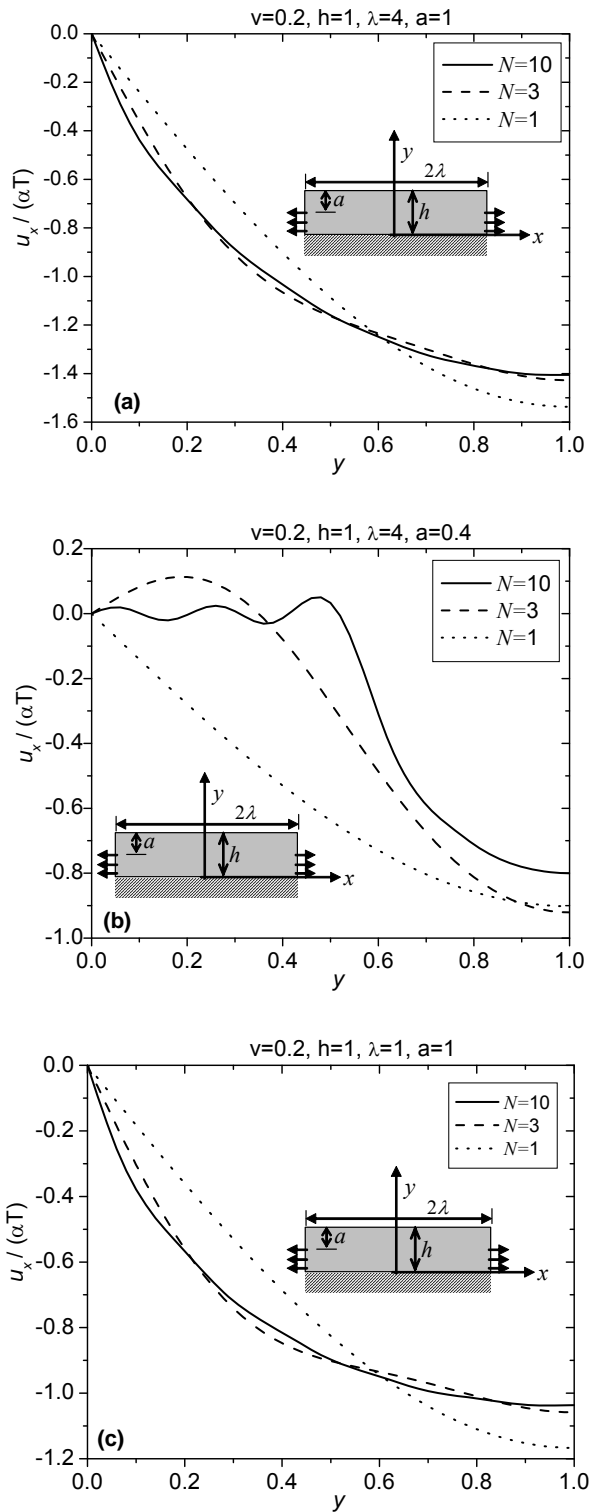 v=0.2, h=1, λ=4, a=1
0.0
-0.2
-0.4
-0.6
-0.8
-1.0
-1.2
-1.4
-1.6
u_x / (αT)
N=10
N=3
N=1
y
2λ
a
h
x
(a)
0.0 0.2 0.4 0.6 0.8 1.0
y
v=0.2, h=1, λ=4, a=0.4
0.2
0.0
-0.2
-0.4
-0.6
-0.8
-1.0
u_x / (αT)
N=10
N=3
N=1
y
2λ
a
h
x
(b)
0.0 0.2 0.4 0.6 0.8 1.0
y
v=0.2, h=1, λ=1, a=1
0.0
-0.2
-0.4
-0.6
-0.8
-1.0
-1.2
u_x / (αT)
N=10
N=3
N=1
y
2λ
a
h
x
(c)
0.0 0.2 0.4 0.6 0.8 1.0
y